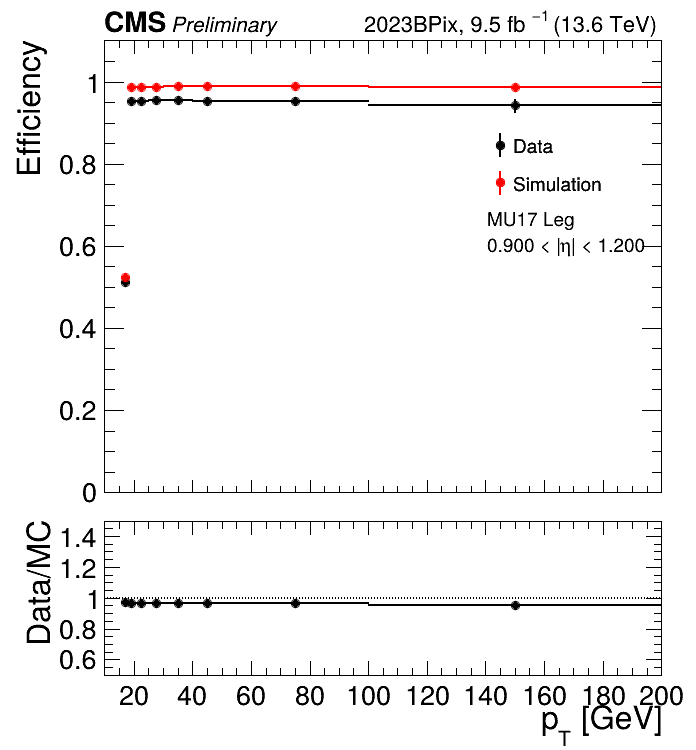 CMS Preliminary 2023BPix, 9.5 fb⁻¹ (13.6 TeV)
Efficiency
1
0.8
0.6
0.4
0.2
0
Data
Simulation
MU17 Leg
0.900 < |η| < 1.200
Data/MC
1.4
1.2
1
0.8
0.6
20 40 60 80 100 120 140 160 180 200
p_T [GeV]